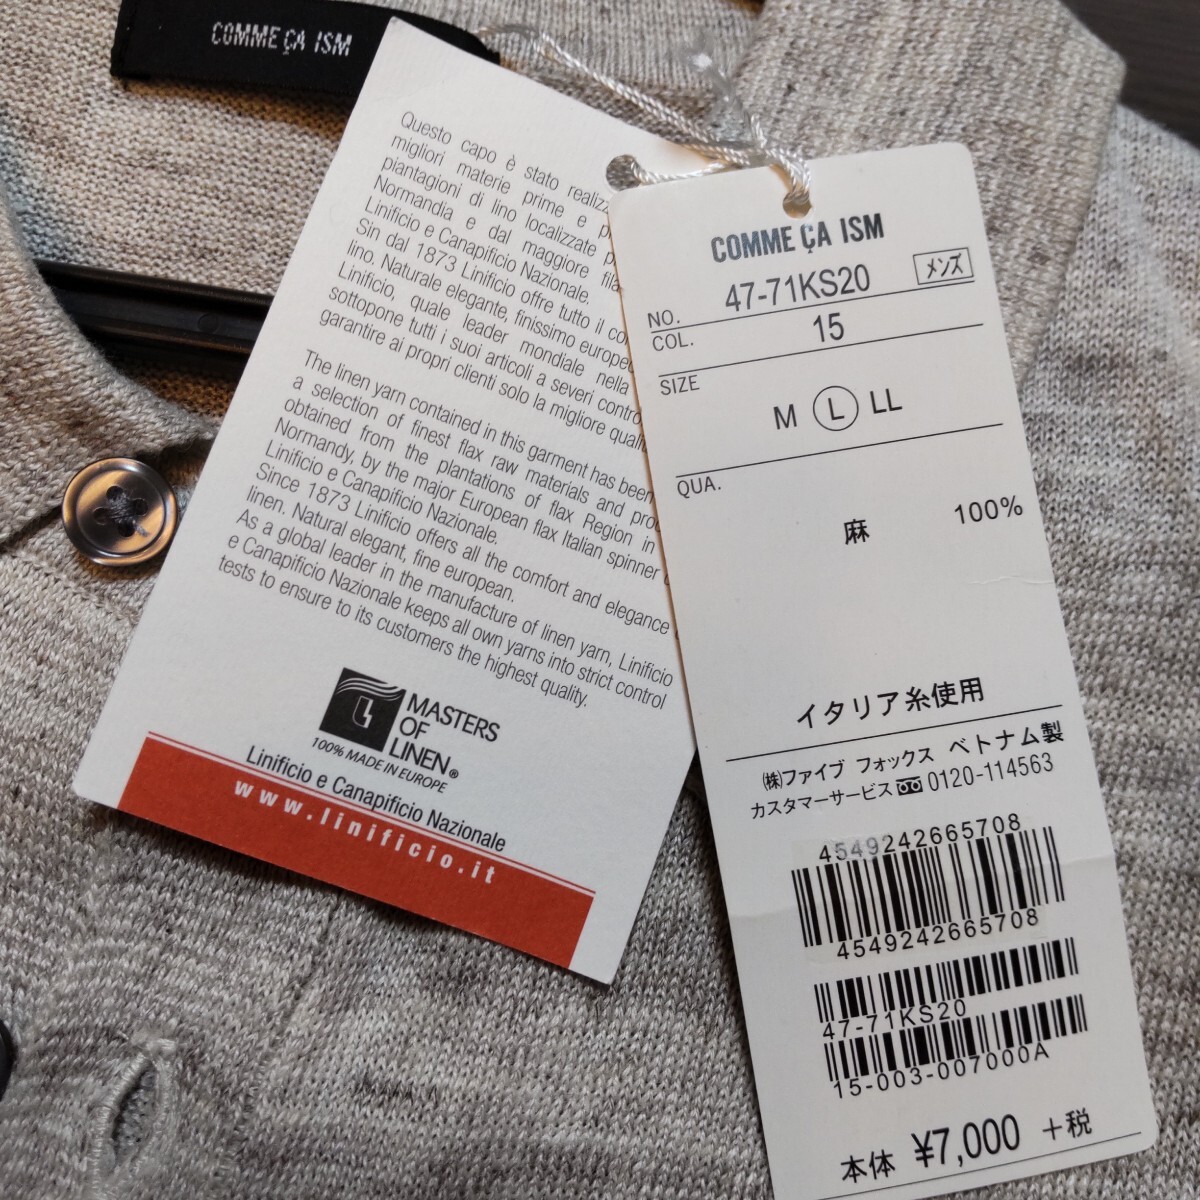 COMME ÇA ISM
Questo capo è stato realizz
migliori materie prime e p
piantagioni di lino localizzate
Normandia e dal maggiore fila
Linificio e Canapificio Nazionale.
Sin dal 1873 Linificio offre tutto il co
lino. Naturale elegante, finissimo europe
Linificio, quale leader mondiale nella
sottopone tutti i suoi articoli a severi contro
garantire ai propri clienti solo la migliore quali
The linen yarn contained in this garment has been
a selection of finest flax raw materials and pro
obtained from the plantations of flax Region in
Normandy, by the major European flax Italian spinner
Linificio e Canapificio Nazionale.
Since 1873 Linificio offers all the comfort and elegance
linen. Natural elegant, fine european.
As a global leader in the manufacture of linen yarn, Linificio
e Canapificio Nazionale keeps all own yarns into strict control
tests to ensure to its customers the highest quality.
MASTERS
OF
LINEN®
100% MADE IN EUROPE
Linificio e Canapificio Nazionale
www.linificio.it
COMME ÇA ISM
メンズ
NO. 47-71KS20
COL. 15
SIZE
M L LL
QUA.
麻 100%
イタリア糸使用
㈱ファイブ フォックス ベトナム製
カスタマーサービス 0120-114563
4549242665708
4549242665708
47-71KS20
15-003-007000A
本体 ¥7,000 +税